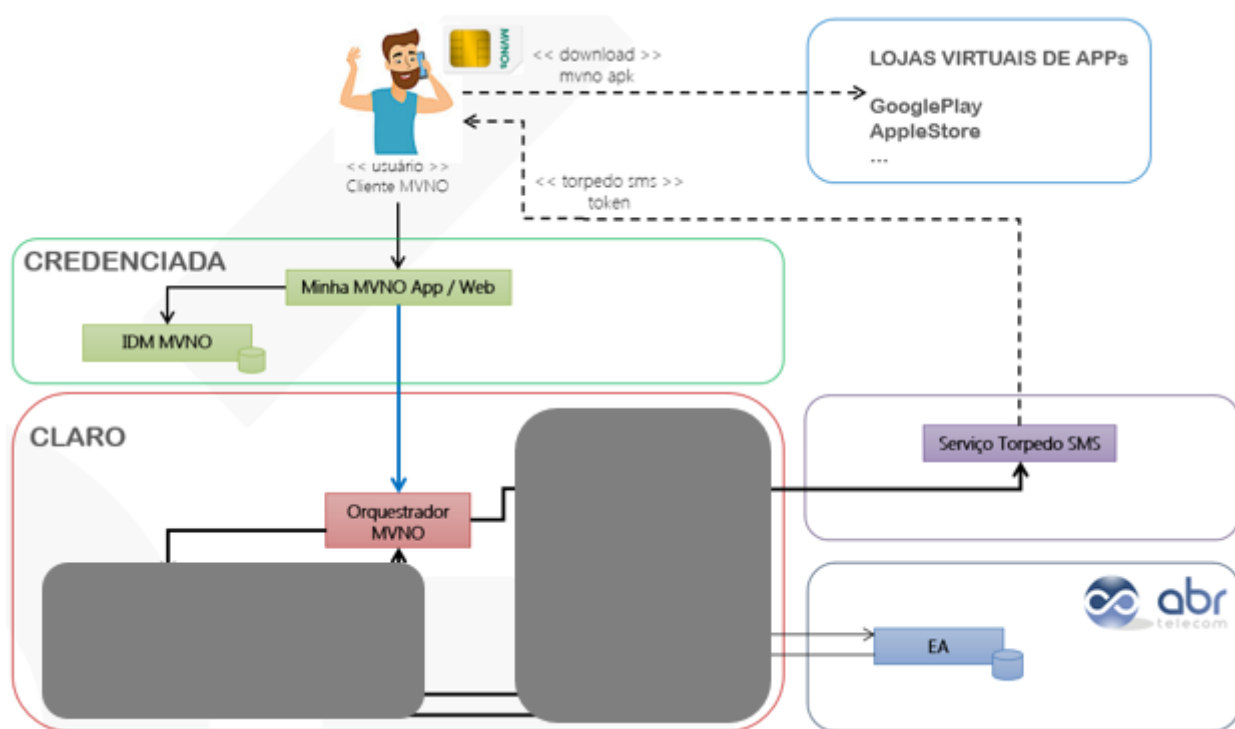 MVNOs
<< download >>
mvno apk
LOJAS VIRTUAIS DE APPs
GooglePlay
AppleStore
...
<< usuário >>
Cliente MVNO
<< torpedo sms >>
token
CREDENCIADA
Minha MVNO App / Web
IDM MVNO
CLARO
Serviço Torpedo SMS
Orquestrador
MVNO
abr
telecom
EA